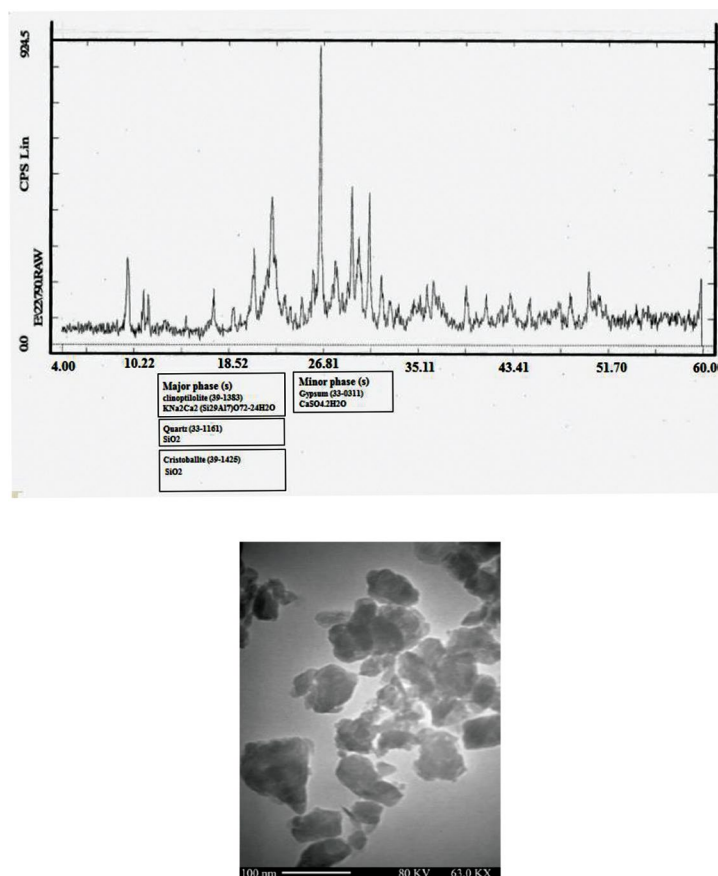 924.5
CPS Lin
E:\22\790.RAW
0.0
4.00 10.22 18.52 26.81 35.11 43.41 51.70 60.00
Major phase (s)
clinoptilolite (39-1383)
KNa2Ca2 (Si29Al7)O72-24H2O
Quartz (33-1161)
SiO2
Cristoballite (39-1425)
SiO2
Minor phase (s)
Gypsum (33-0311)
CaSO4.2H2O
100 nm 80 KV 63.0 KX